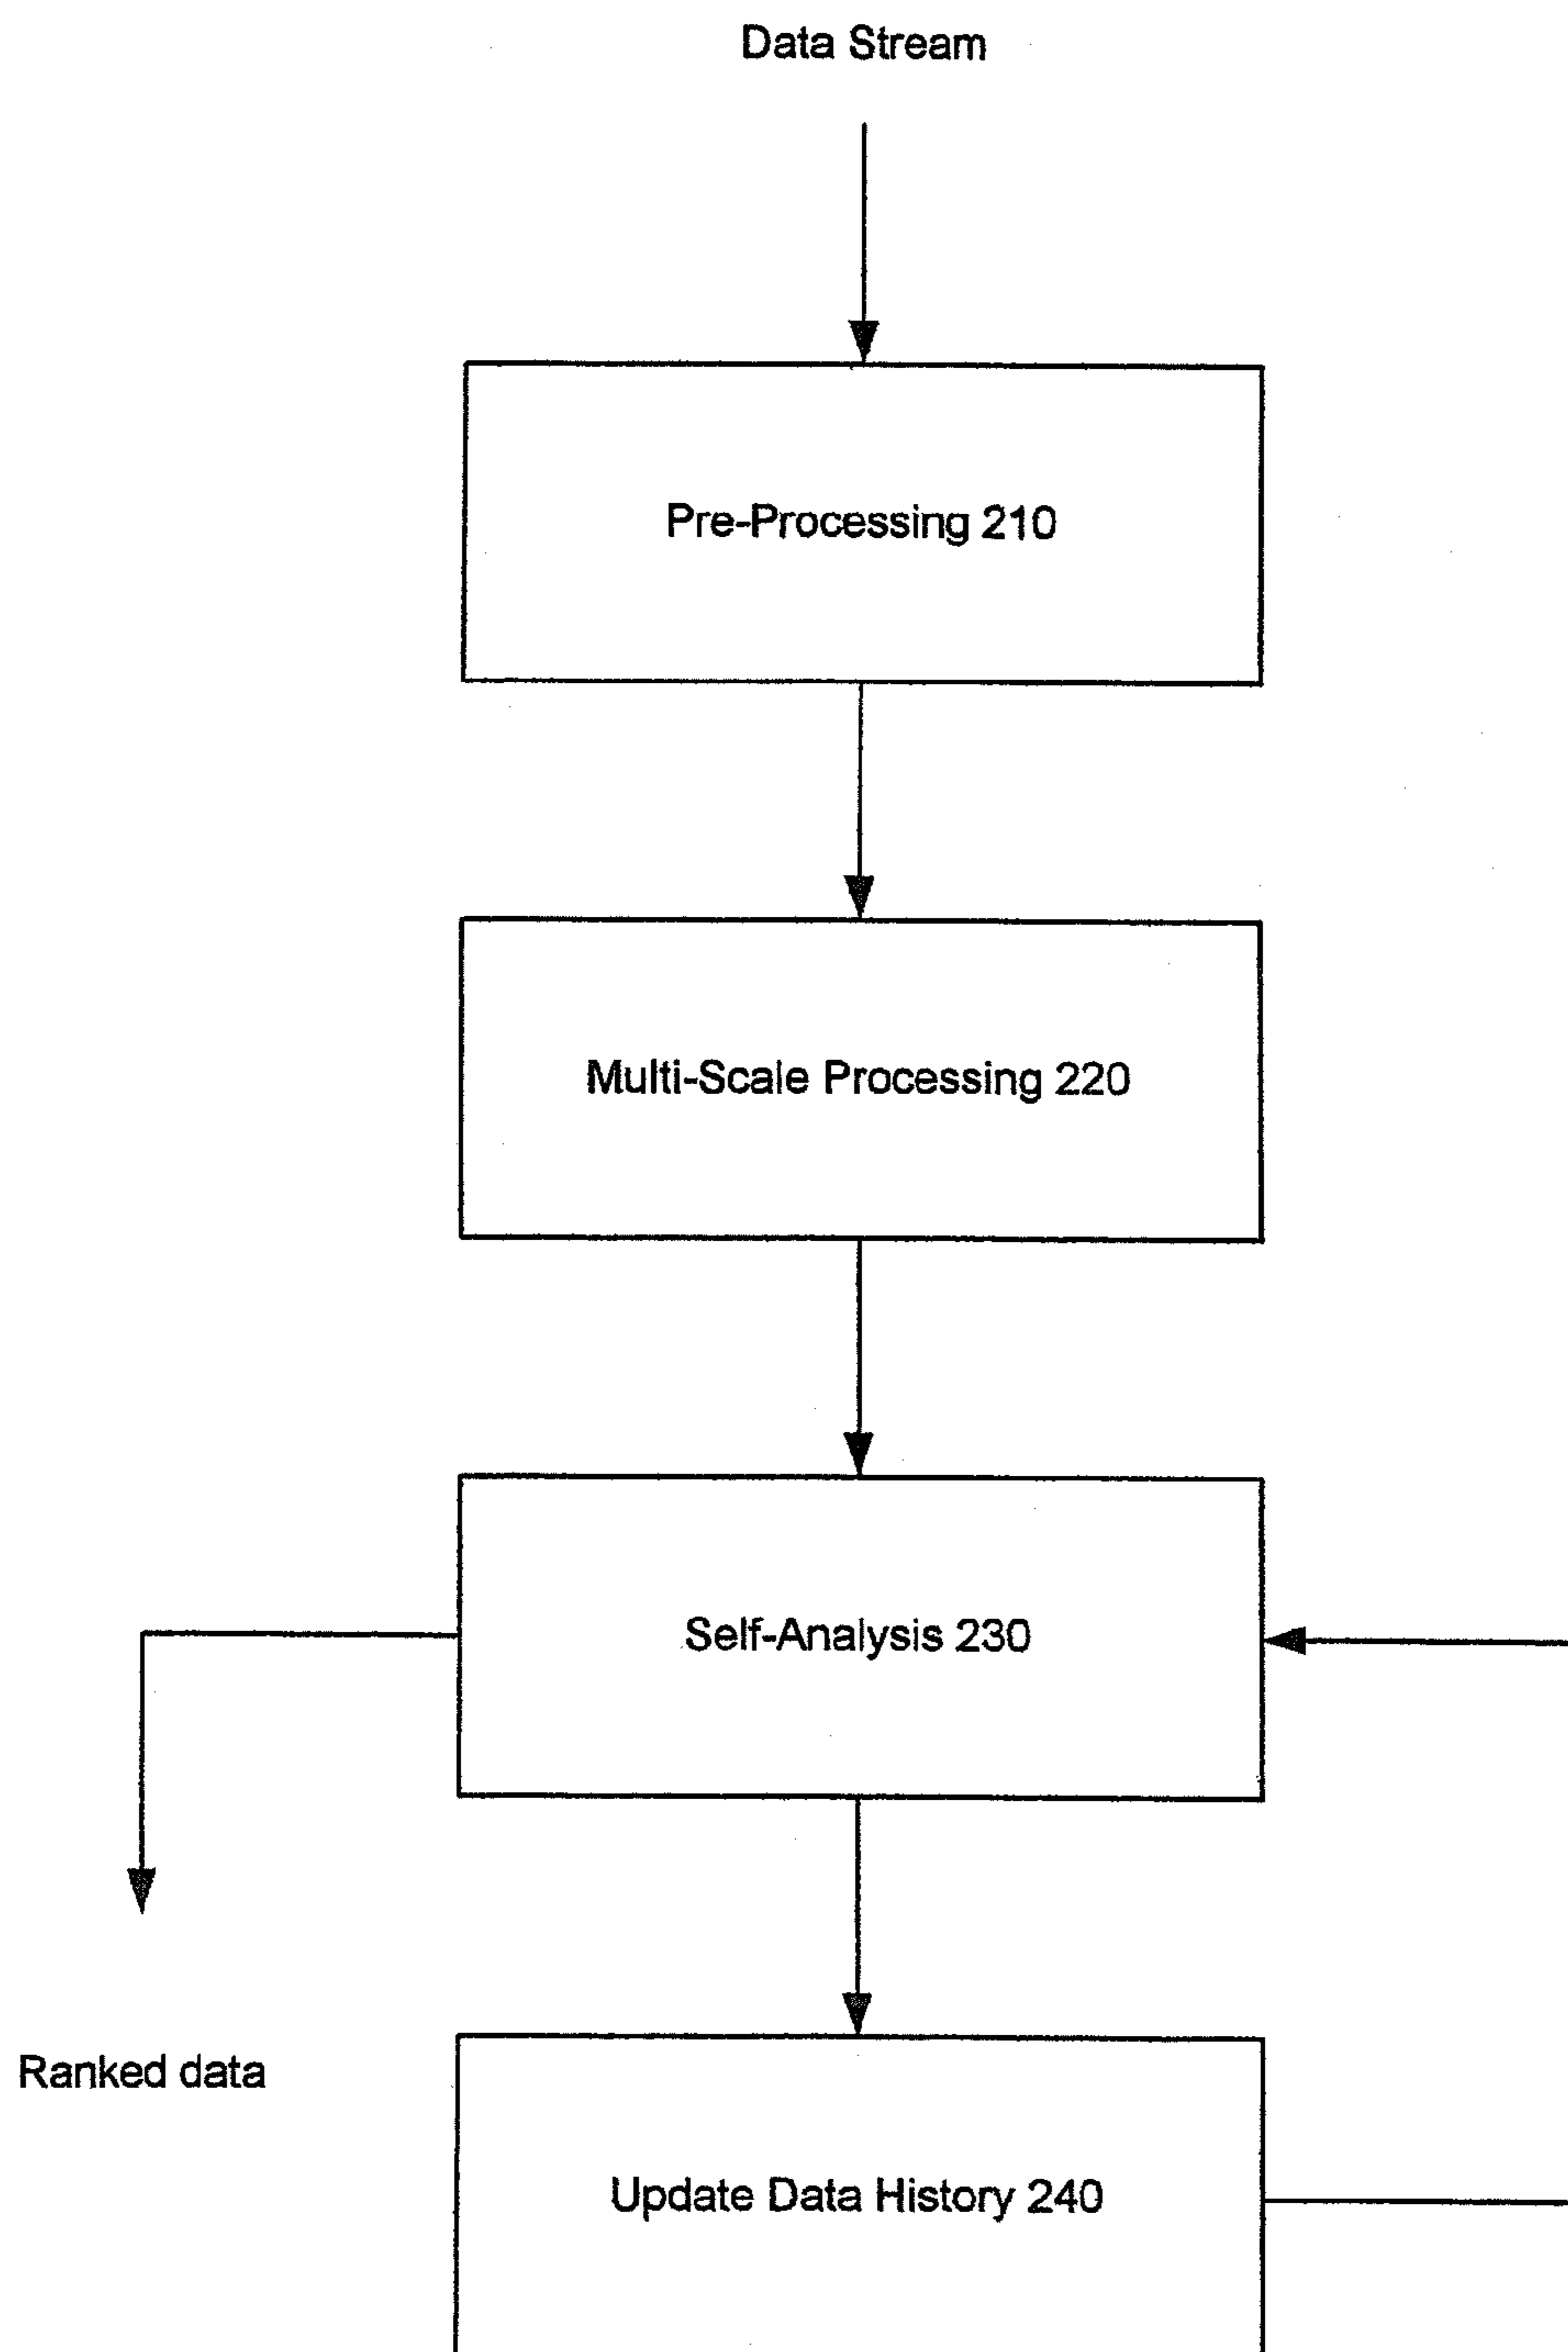 Data Stream
Pre-Processing 210
Multi-Scale Processing 220
Self-Analysis 230
Ranked data
Update Data History 240